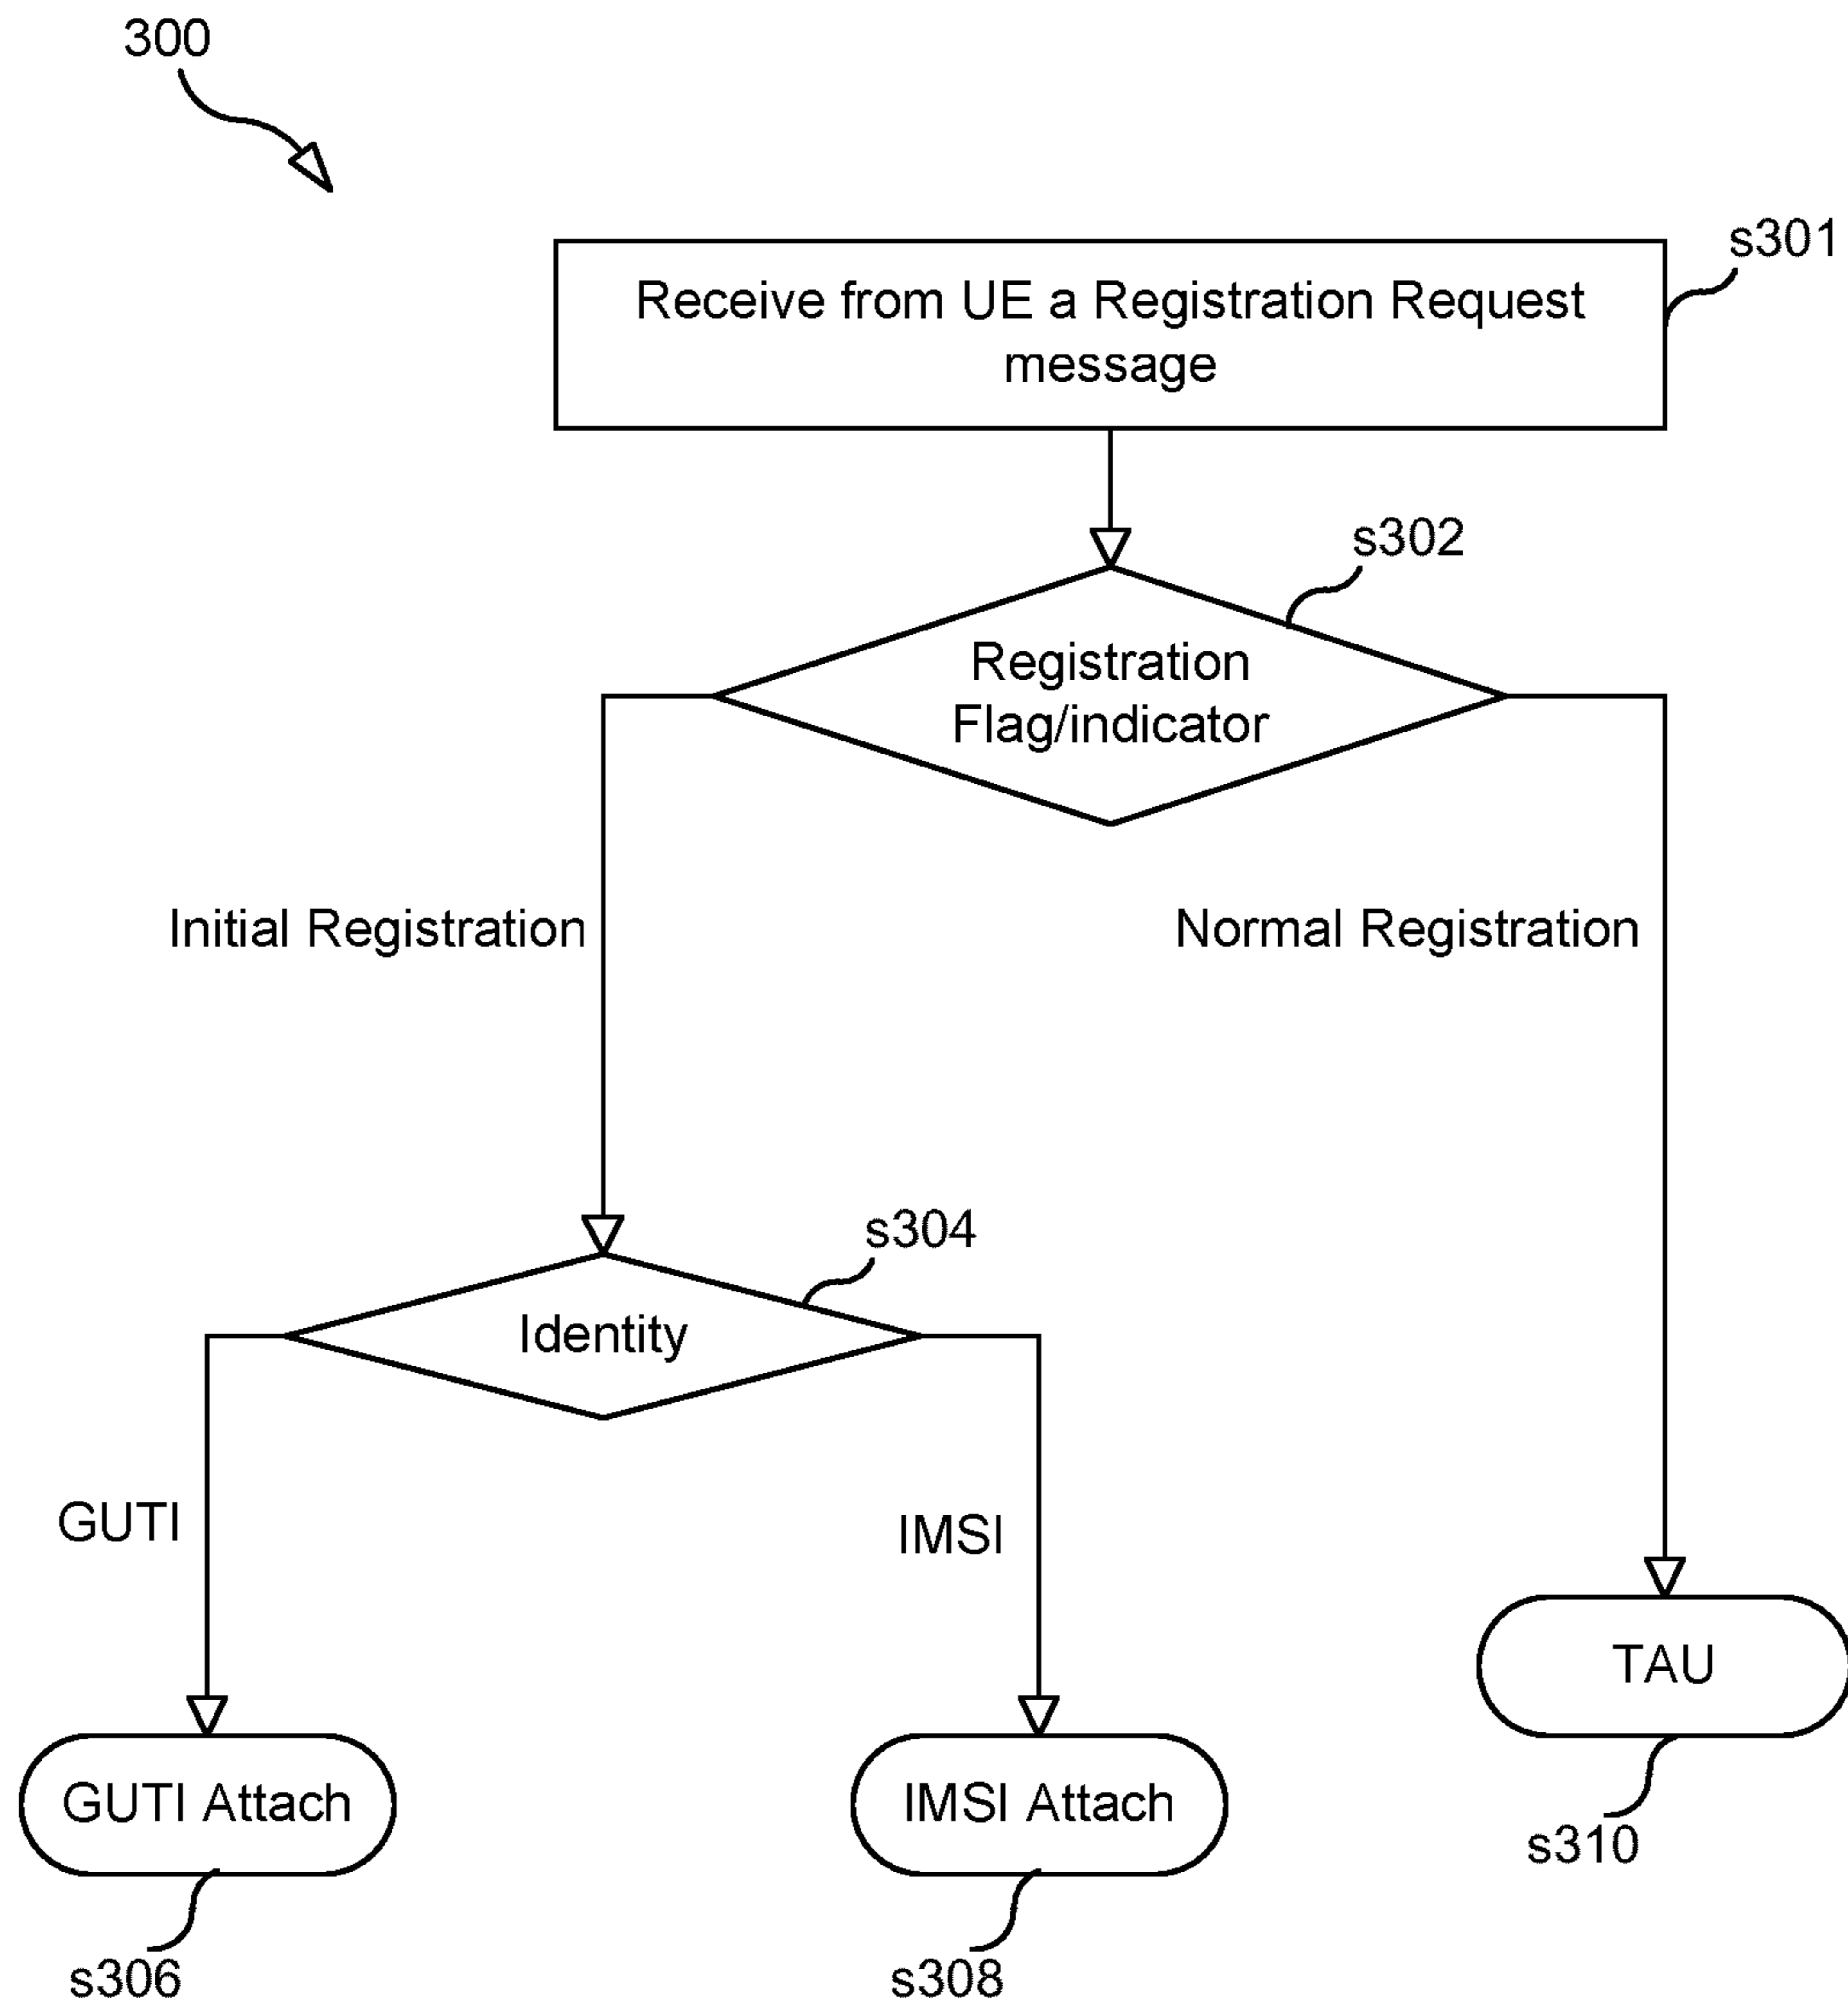 300
s301
Receive from UE a Registration Request
message
s302
Registration
Flag/indicator
Initial Registration
Normal Registration
s304
Identity
GUTI
IMSI
TAU
GUTI Attach
IMSI Attach
s310
s306
s308